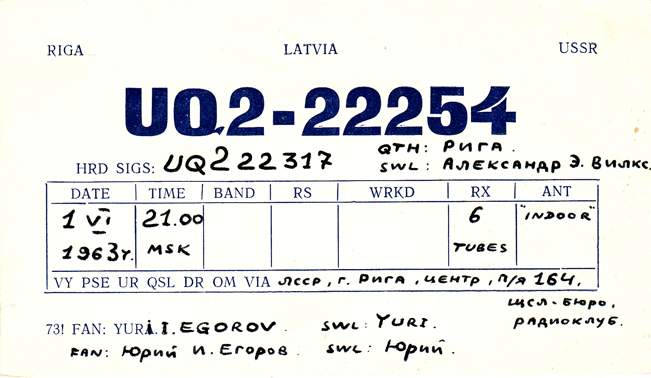 RIGA LATVIA USSR
UQ2-22254
HRD SIGS: UQ2 22317 QTH: РИГА.
SWL: АЛЕКСАНДР Э. ВИЛКС.
DATE TIME BAND RS WRKD RX ANT
1 VI 21.00 6 "INDOOR"
1963 г. MSK TUBES
VY PSE UR QSL DR OM VIA ЛССР, г. РИГА, ЦЕНТР, П/Я 164,
ЩСЛ-БЮРО,
РАДИОКЛУБ.
73! FAN: YURI. I. EGOROV. SWL: YURI.
FAN: Юрий И. Егоров. SWL: Юрий.